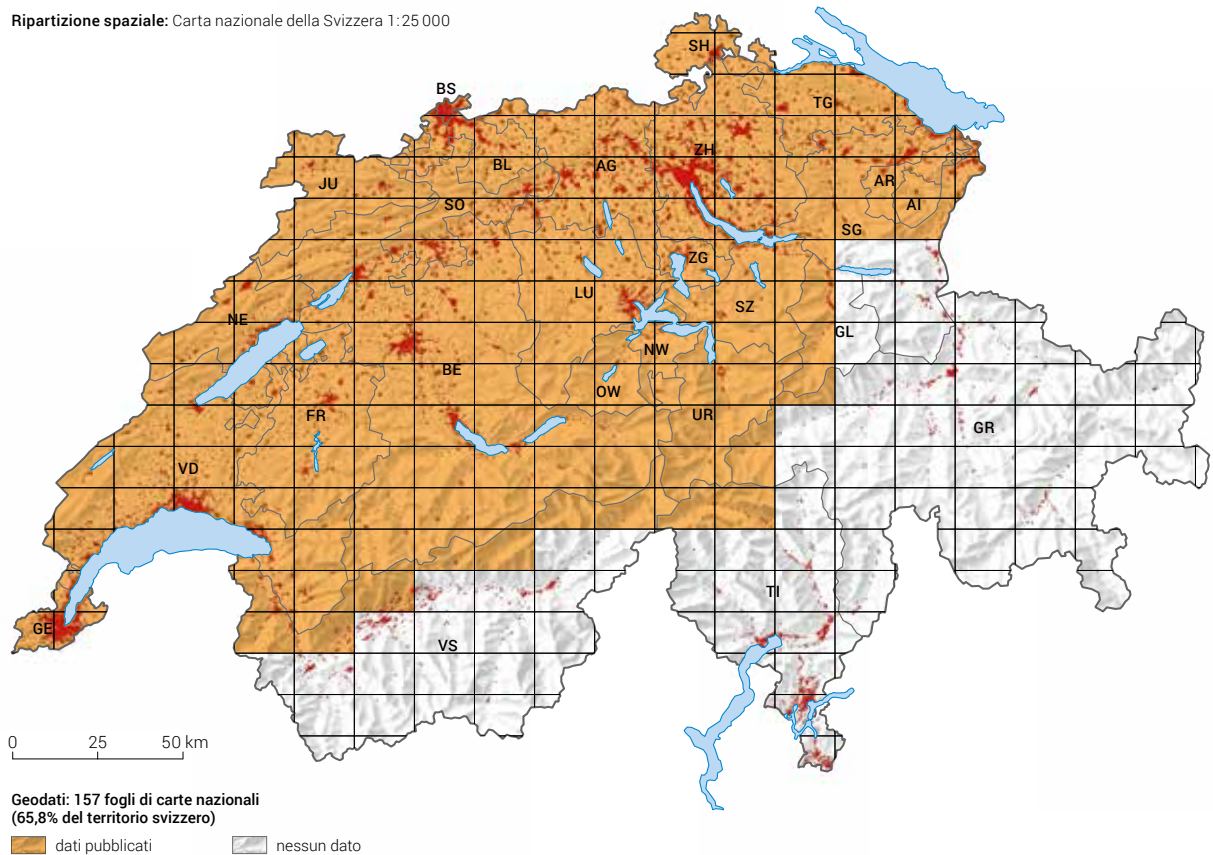 Ripartizione spaziale: Carta nazionale della Svizzera 1:25 000
SH
BS
TG
ZH
BL
AG
JU
AR
SO
AI
SG
ZG
LU
SZ
NE
GL
NW
BE
OW
FR
UR
GR
VD
TI
GE
VS
0 25 50 km
Geodati: 157 fogli di carte nazionali
(65,8% del territorio svizzero)
dati pubblicati nessun dato